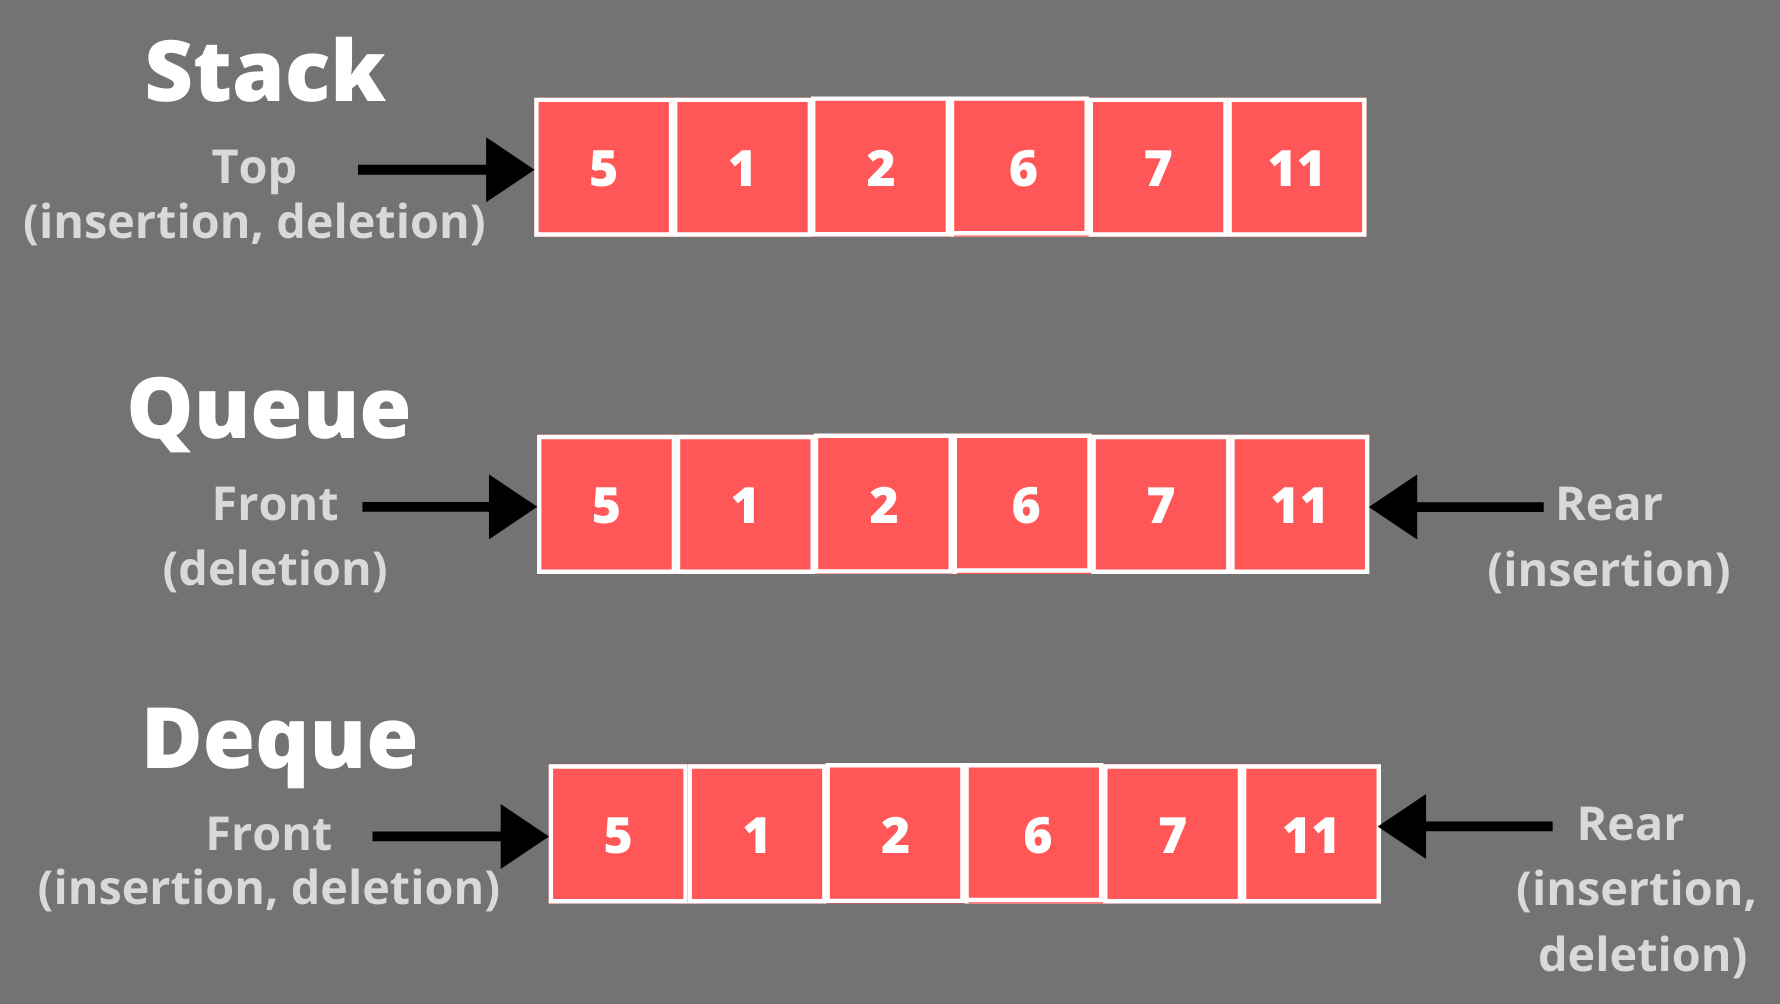 Stack
Top
(insertion, deletion)
5 1 2 6 7 11
Queue
Front
(deletion)
5 1 2 6 7 11
Rear
(insertion)
Deque
Front
(insertion, deletion)
5 1 2 6 7 11
Rear
(insertion,
deletion)